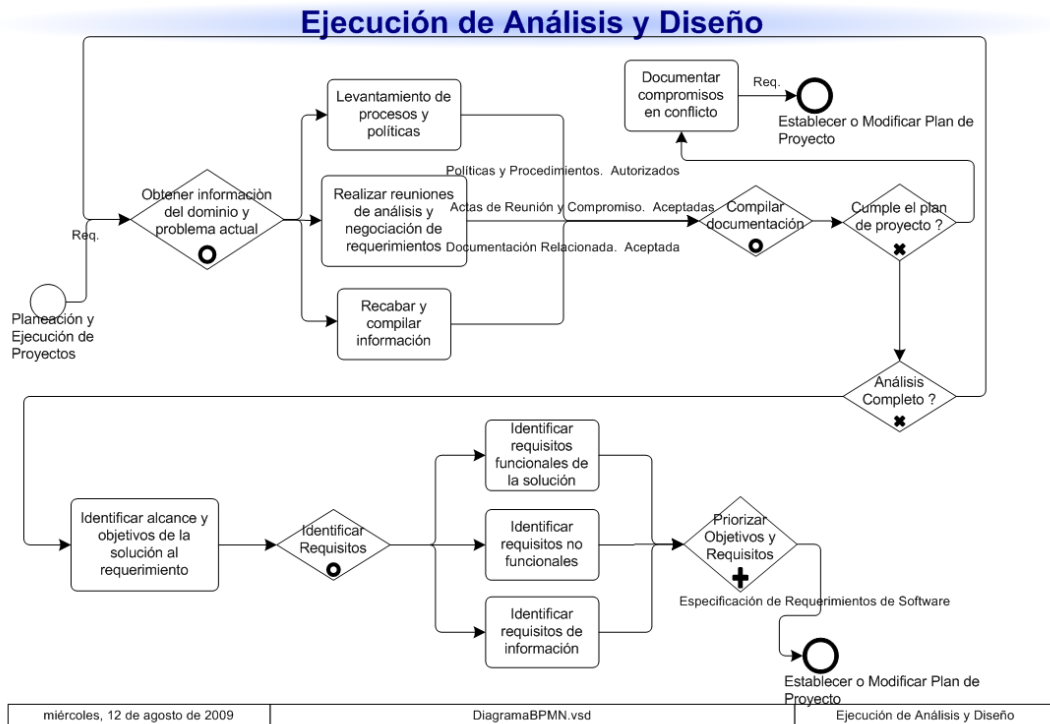 Ejecución de Análisis y Diseño
Levantamiento de
procesos y
políticas
Documentar
compromisos
en conflicto
Req.
Establecer o Modificar Plan de
Proyecto
Obtener informaciòn
del dominio y
problema actual
Req.
Planeación y
Ejecución de
Proyectos
Realizar reuniones
de análisis y
negociación de
requerimientos
Políticas y Procedimientos.  Autorizados
Actas de Reunión y Compromiso.  Aceptadas
Documentación Relacionada.  Aceptada
Compilar
documentación
Cumple el plan
de proyecto ?
Recabar y
compilar
información
Análisis
Completo ?
Identificar alcance y
objetivos de la
solución al
requerimiento
Identificar
Requisitos
Identificar
requisitos
funcionales de
la solución
Identificar
requisitos no
funcionales
Identificar
requisitos de
información
Priorizar
Objetivos y
Requisitos
Especificación de Requerimientos de Software
Establecer o Modificar Plan de
Proyecto
miércoles, 12 de agosto de 2009
DiagramaBPMN.vsd
Ejecución de Análisis y Diseño